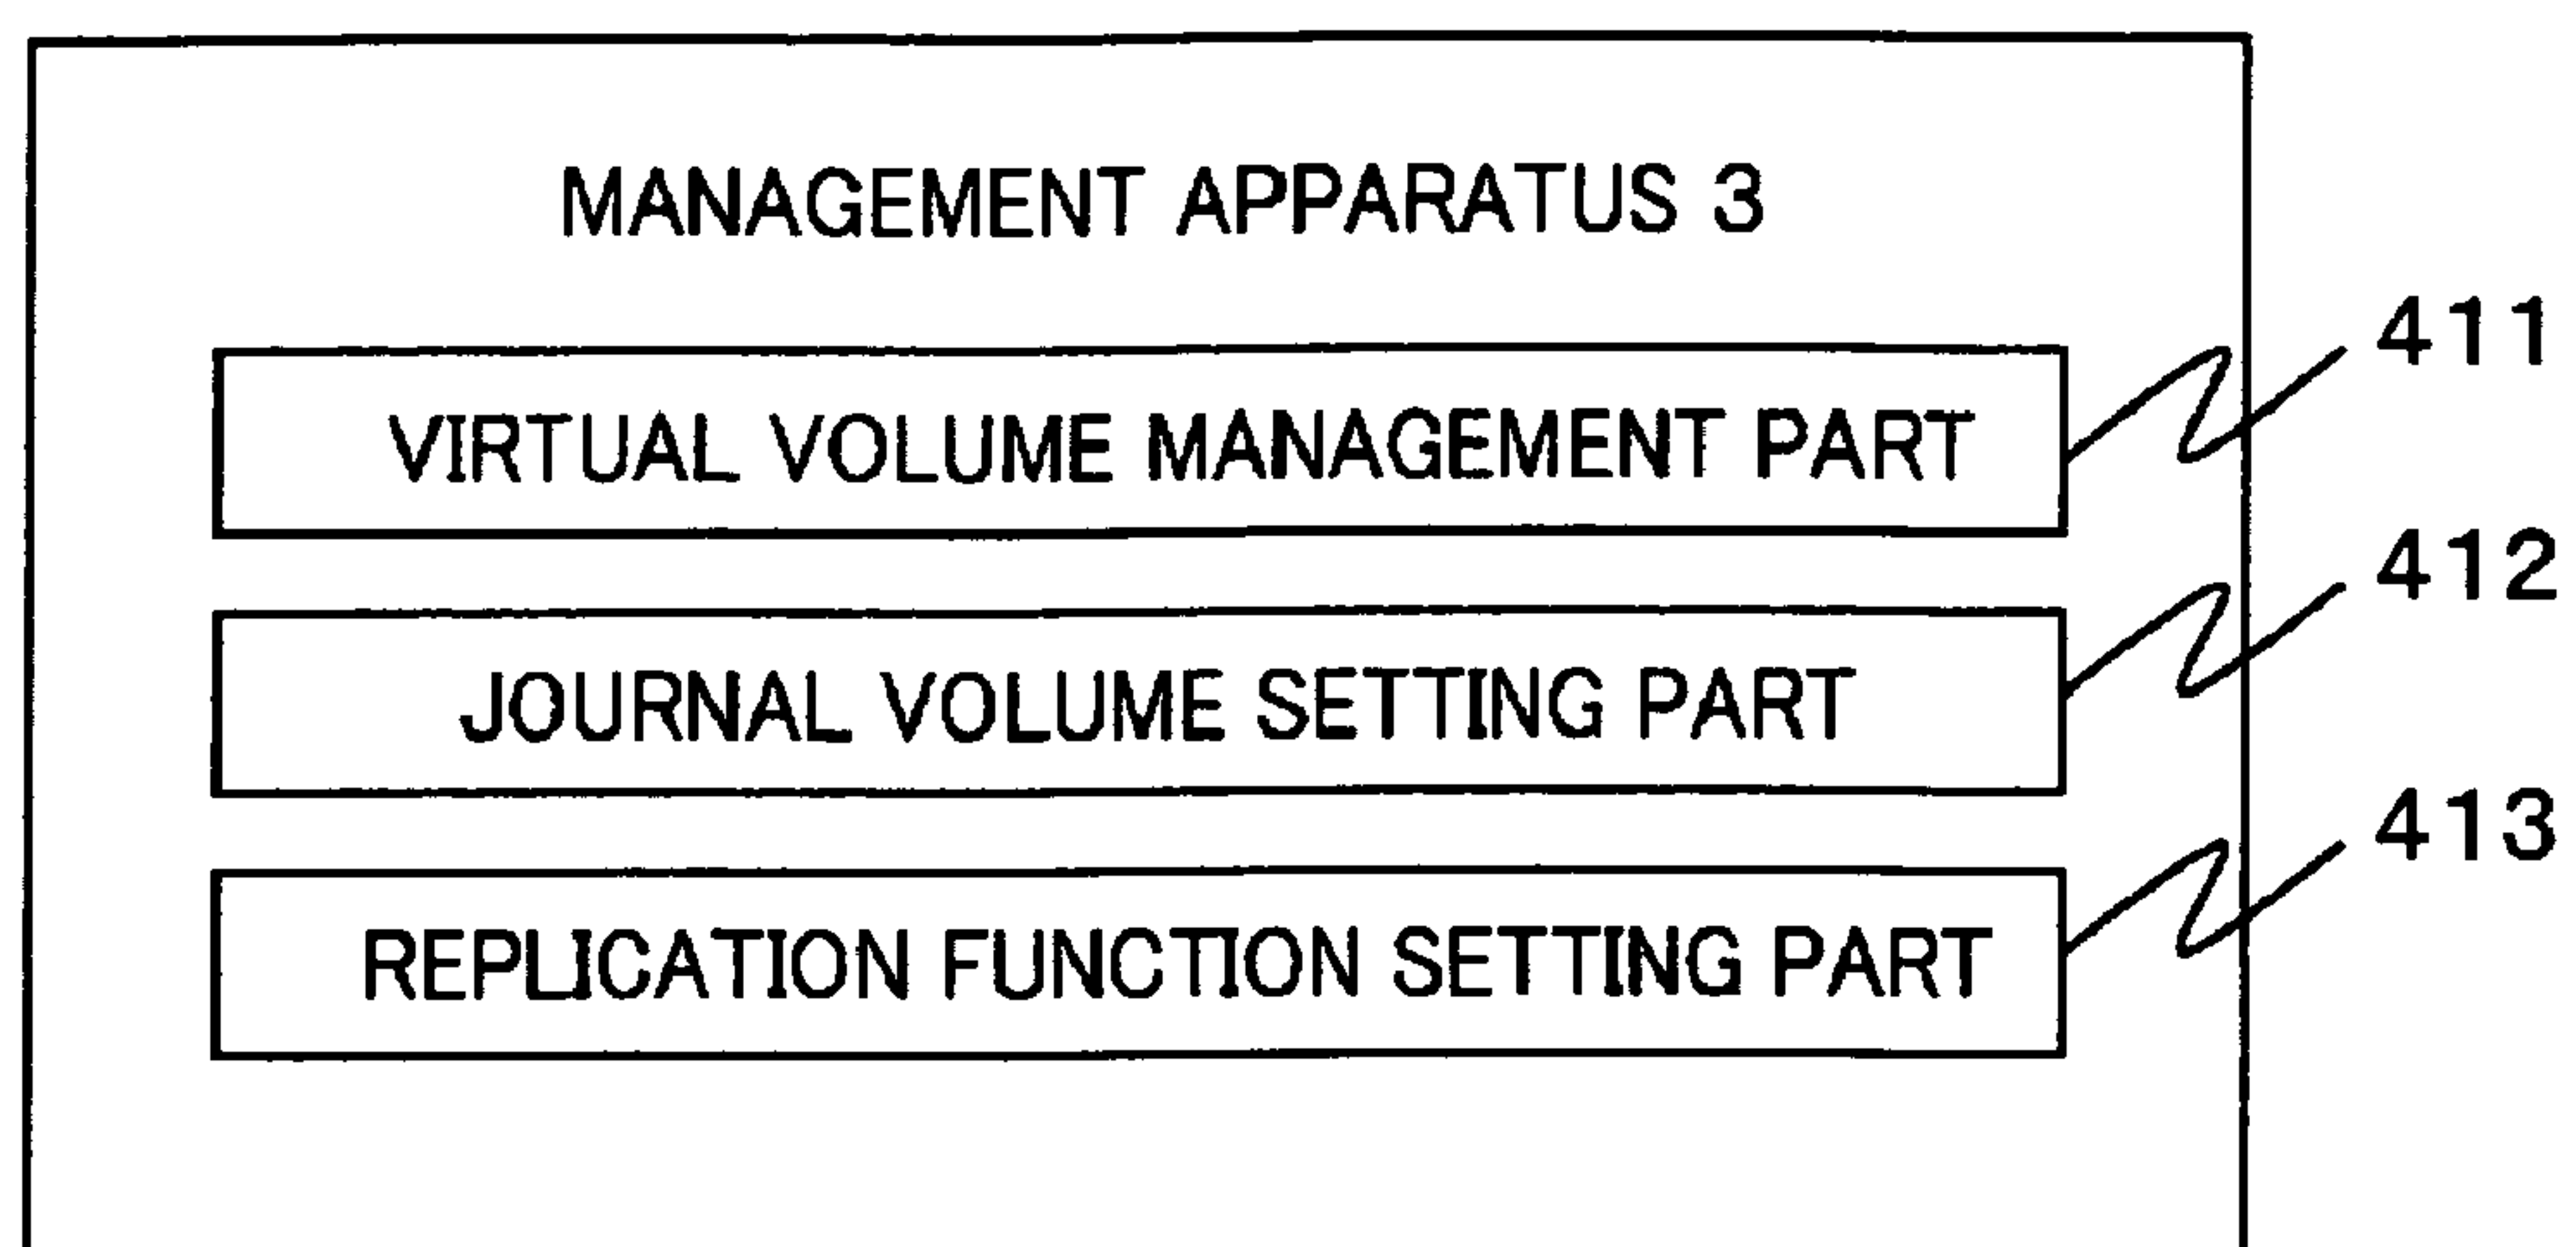 MANAGEMENT APPARATUS 3
411
VIRTUAL VOLUME MANAGEMENT PART
412
JOURNAL VOLUME SETTING PART
413
REPLICATION FUNCTION SETTING PART